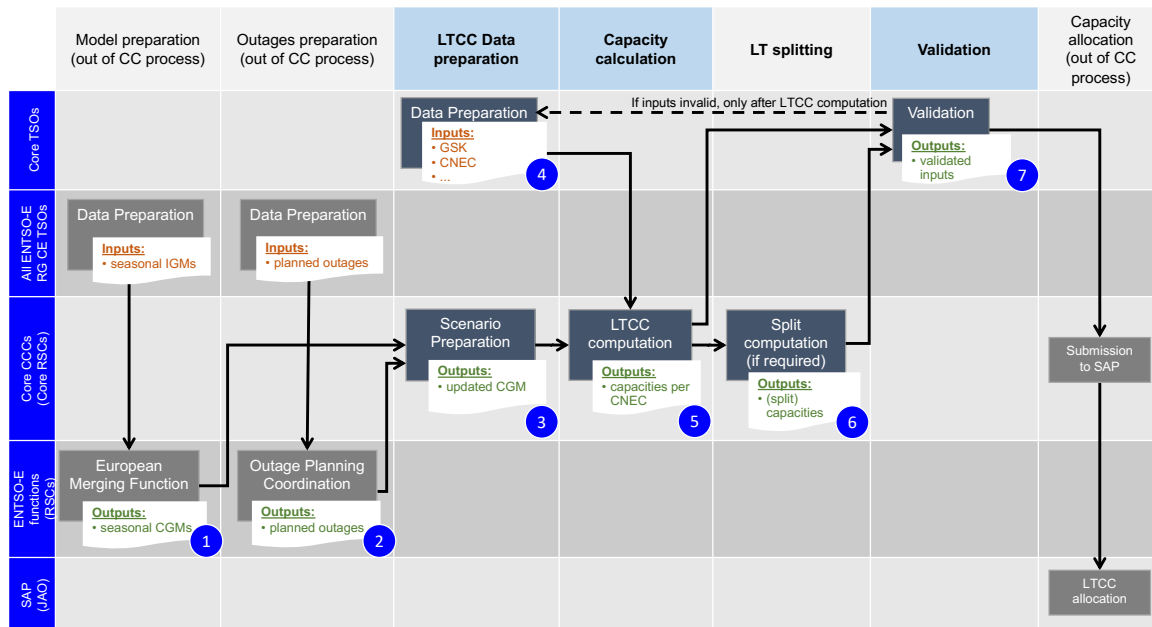 Model preparation
(out of CC process)
Outages preparation
(out of CC process)
LTCC Data
preparation
Capacity
calculation
LT splitting
Validation
Capacity
allocation
(out of CC
process)
Core TSOs
Data Preparation
Inputs:
• GSK
• CNEC
• ...
4
If inputs invalid, only after LTCC computation
Validation
Outputs:
• validated
inputs
7
All ENTSO-E
RG CE TSOs
Data Preparation
Inputs:
• seasonal IGMs
Data Preparation
Inputs:
• planned outages
Core CCCs
(Core RSCs)
Scenario
Preparation
Outputs:
• updated CGM
3
LTCC
computation
Outputs:
• capacities per
CNEC
5
Split
computation
(if required)
Outputs:
• (split)
capacities
6
Submission
to SAP
ENTSO-E
functions
(RSCs)
European
Merging Function
Outputs:
• seasonal CGMs
1
Outage Planning
Coordination
Outputs:
• planned outages
2
SAP
(JAO)
LTCC
allocation